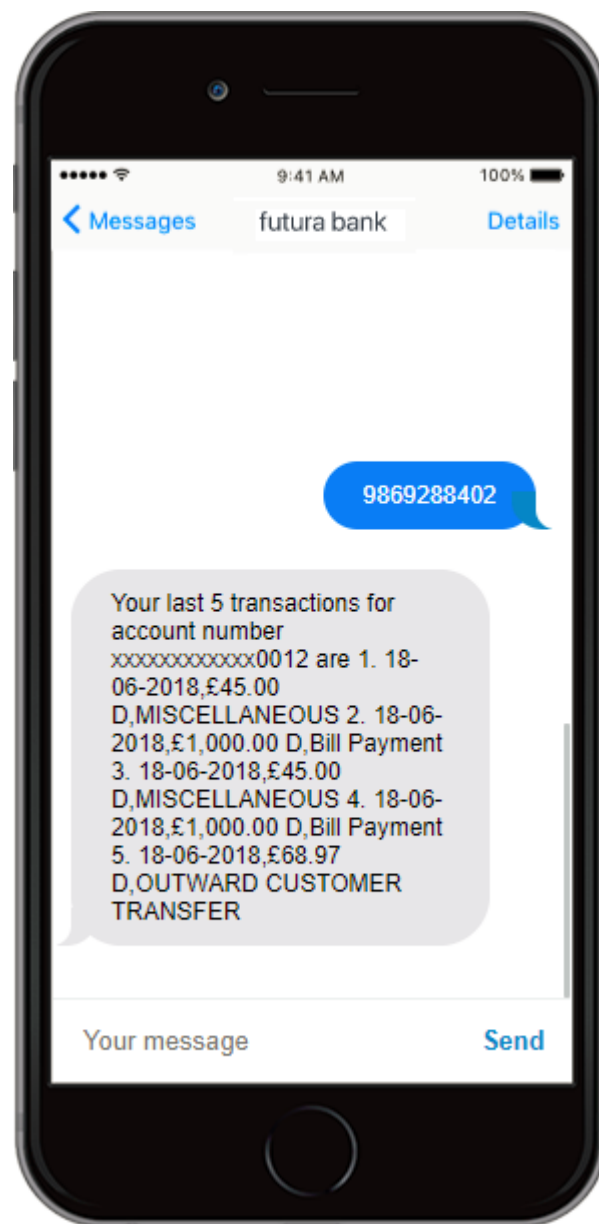 9:41 AM 100%
Messages futura bank Details
9869288402
Your last 5 transactions for
account number
xxxxxxxxxxxx0012 are 1. 18-
06-2018,£45.00
D,MISCELLANEOUS 2. 18-06-
2018,£1,000.00 D,Bill Payment
3. 18-06-2018,£45.00
D,MISCELLANEOUS 4. 18-06-
2018,£1,000.00 D,Bill Payment
5. 18-06-2018,£68.97
D,OUTWARD CUSTOMER
TRANSFER
Your message Send